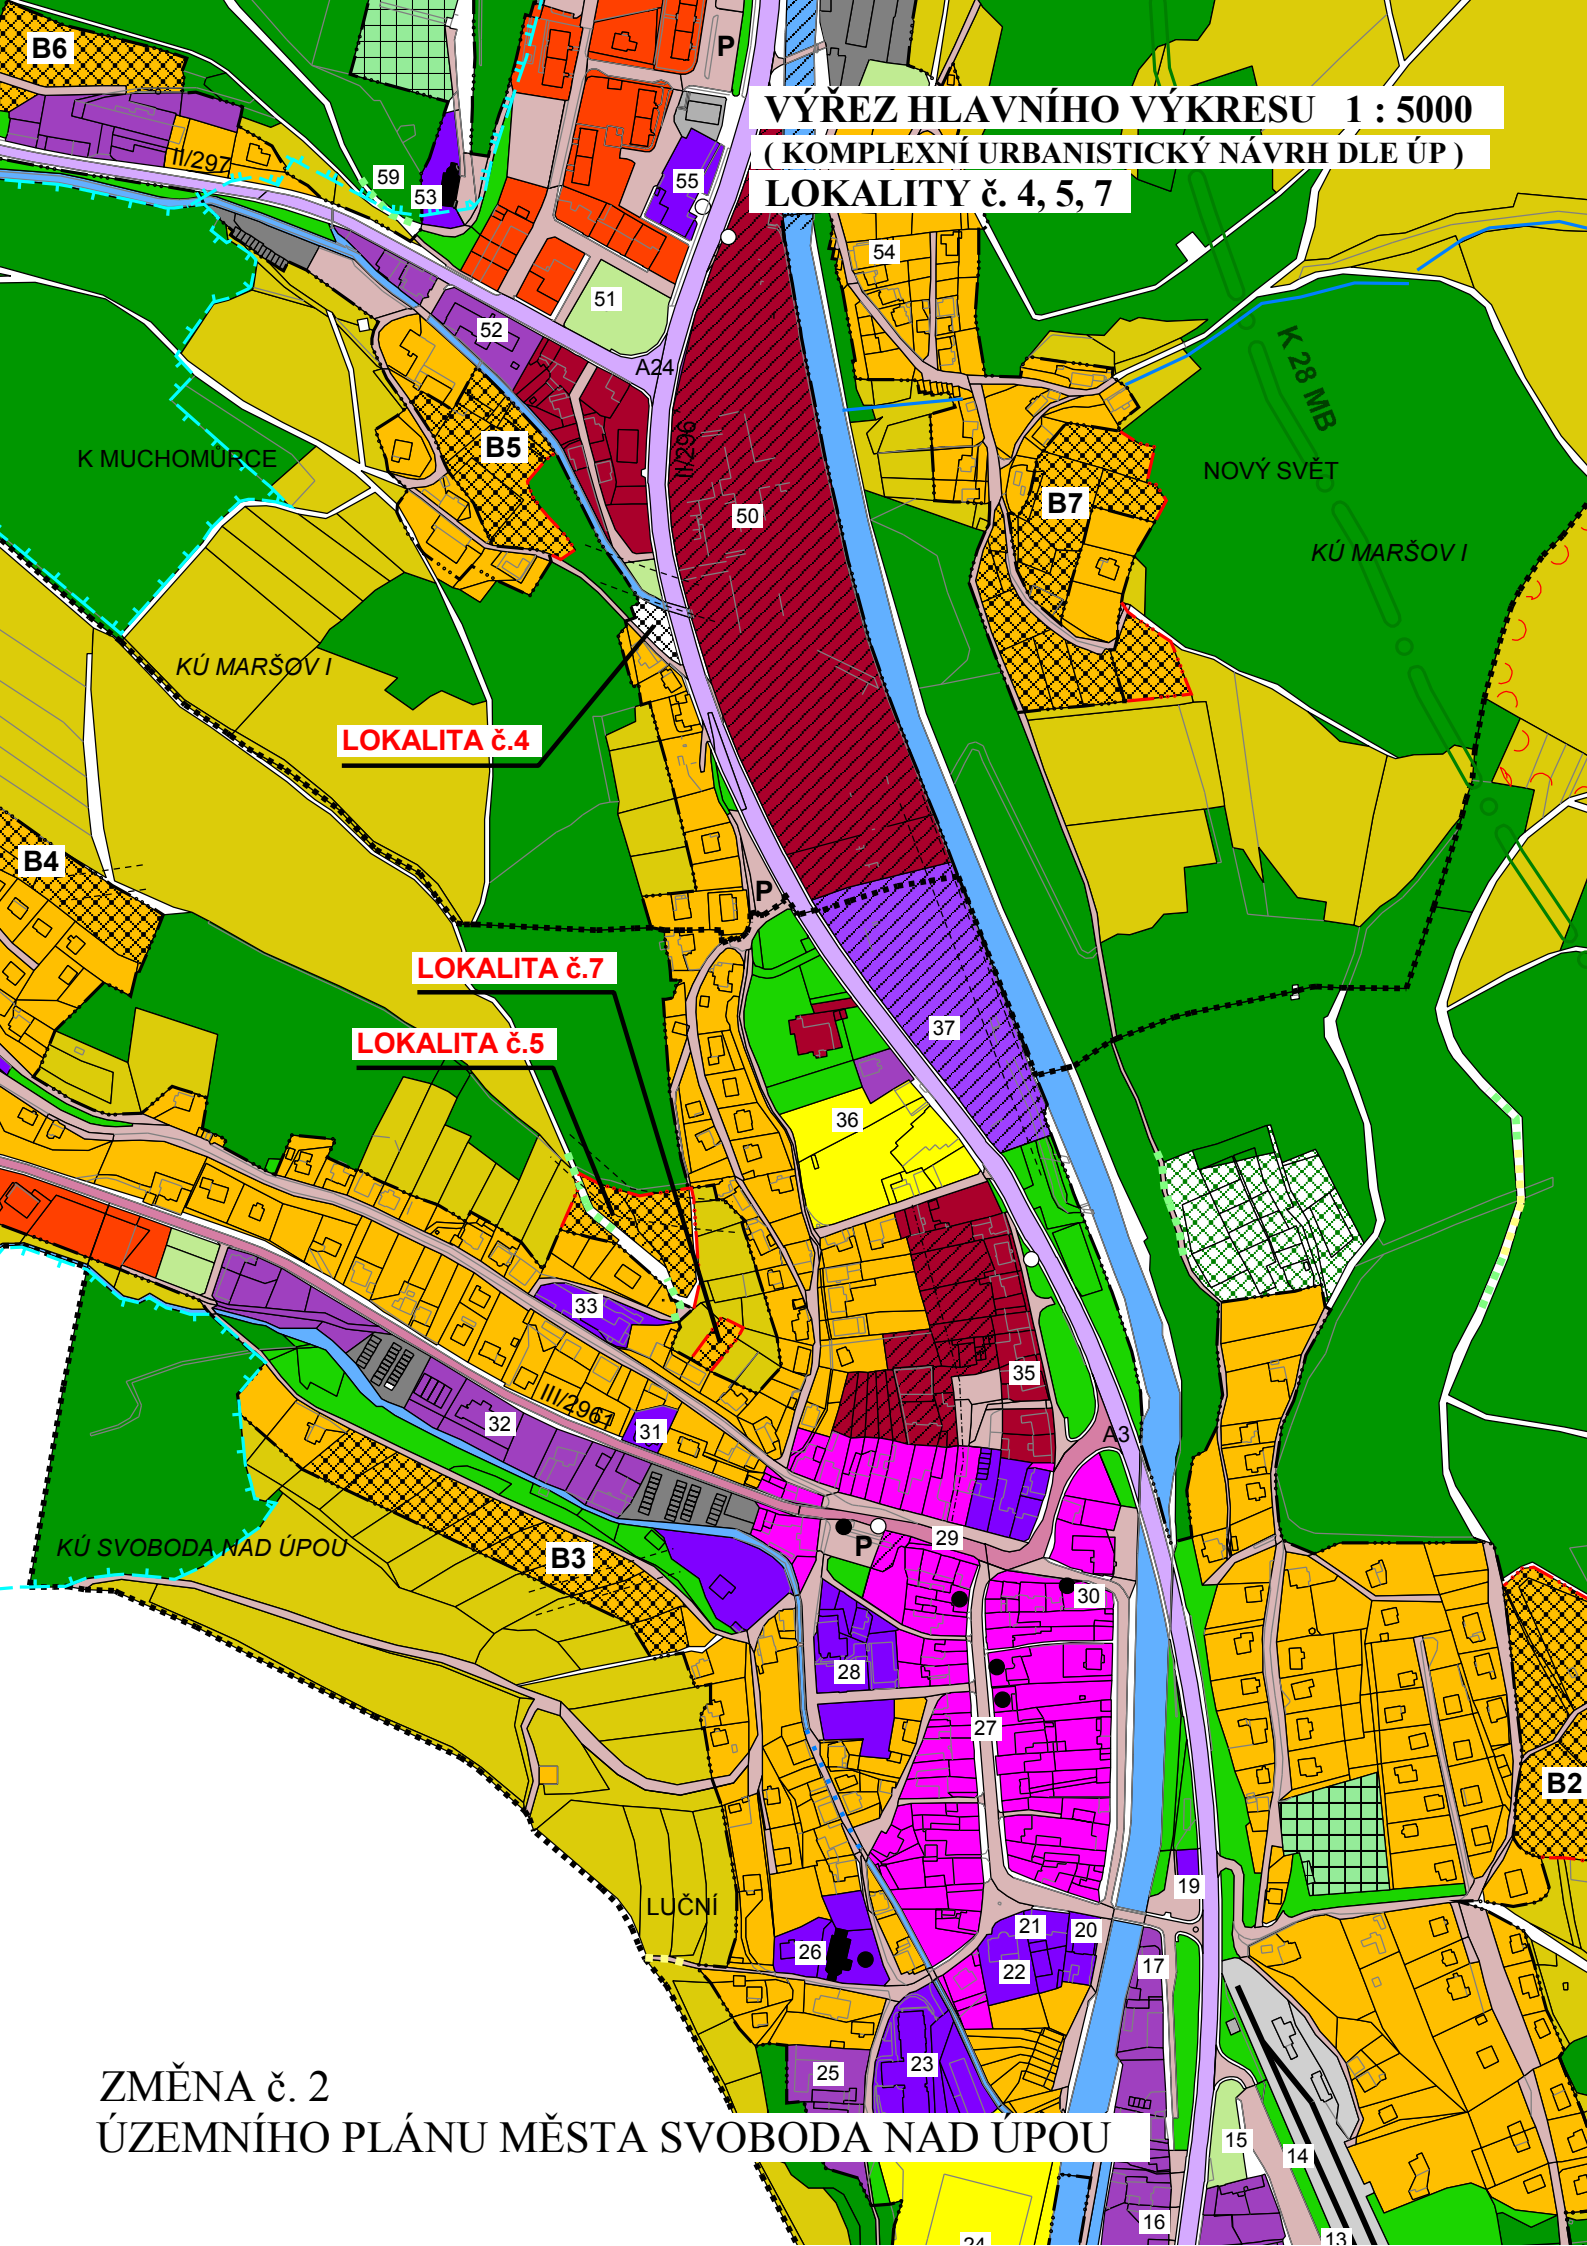 B6
P
VÝŘEZ HLAVNÍHO VÝKRESU 1 : 5000
( KOMPLEXNÍ URBANISTICKÝ NÁVRH DLE ÚP )
LOKALITY č. 4, 5, 7
II/297
59
53
55
54
51
52
A24
K 28 MB
B5
K MUCHOMŮRCE
II/296
NOVÝ SVĚT
B7
50
KÚ MARŠOV I
KÚ MARŠOV I
LOKALITA č.4
B4
P
LOKALITA č.7
37
LOKALITA č.5
36
33
35
III/2961
32
31
A3
29
P
KÚ SVOBODA NAD ÚPOU
B3
30
28
27
B2
19
LUČNÍ
21
20
26
22
17
25
23
ZMĚNA č. 2
ÚZEMNÍHO PLÁNU MĚSTA SVOBODA NAD ÚPOU
15
14
16
13
24